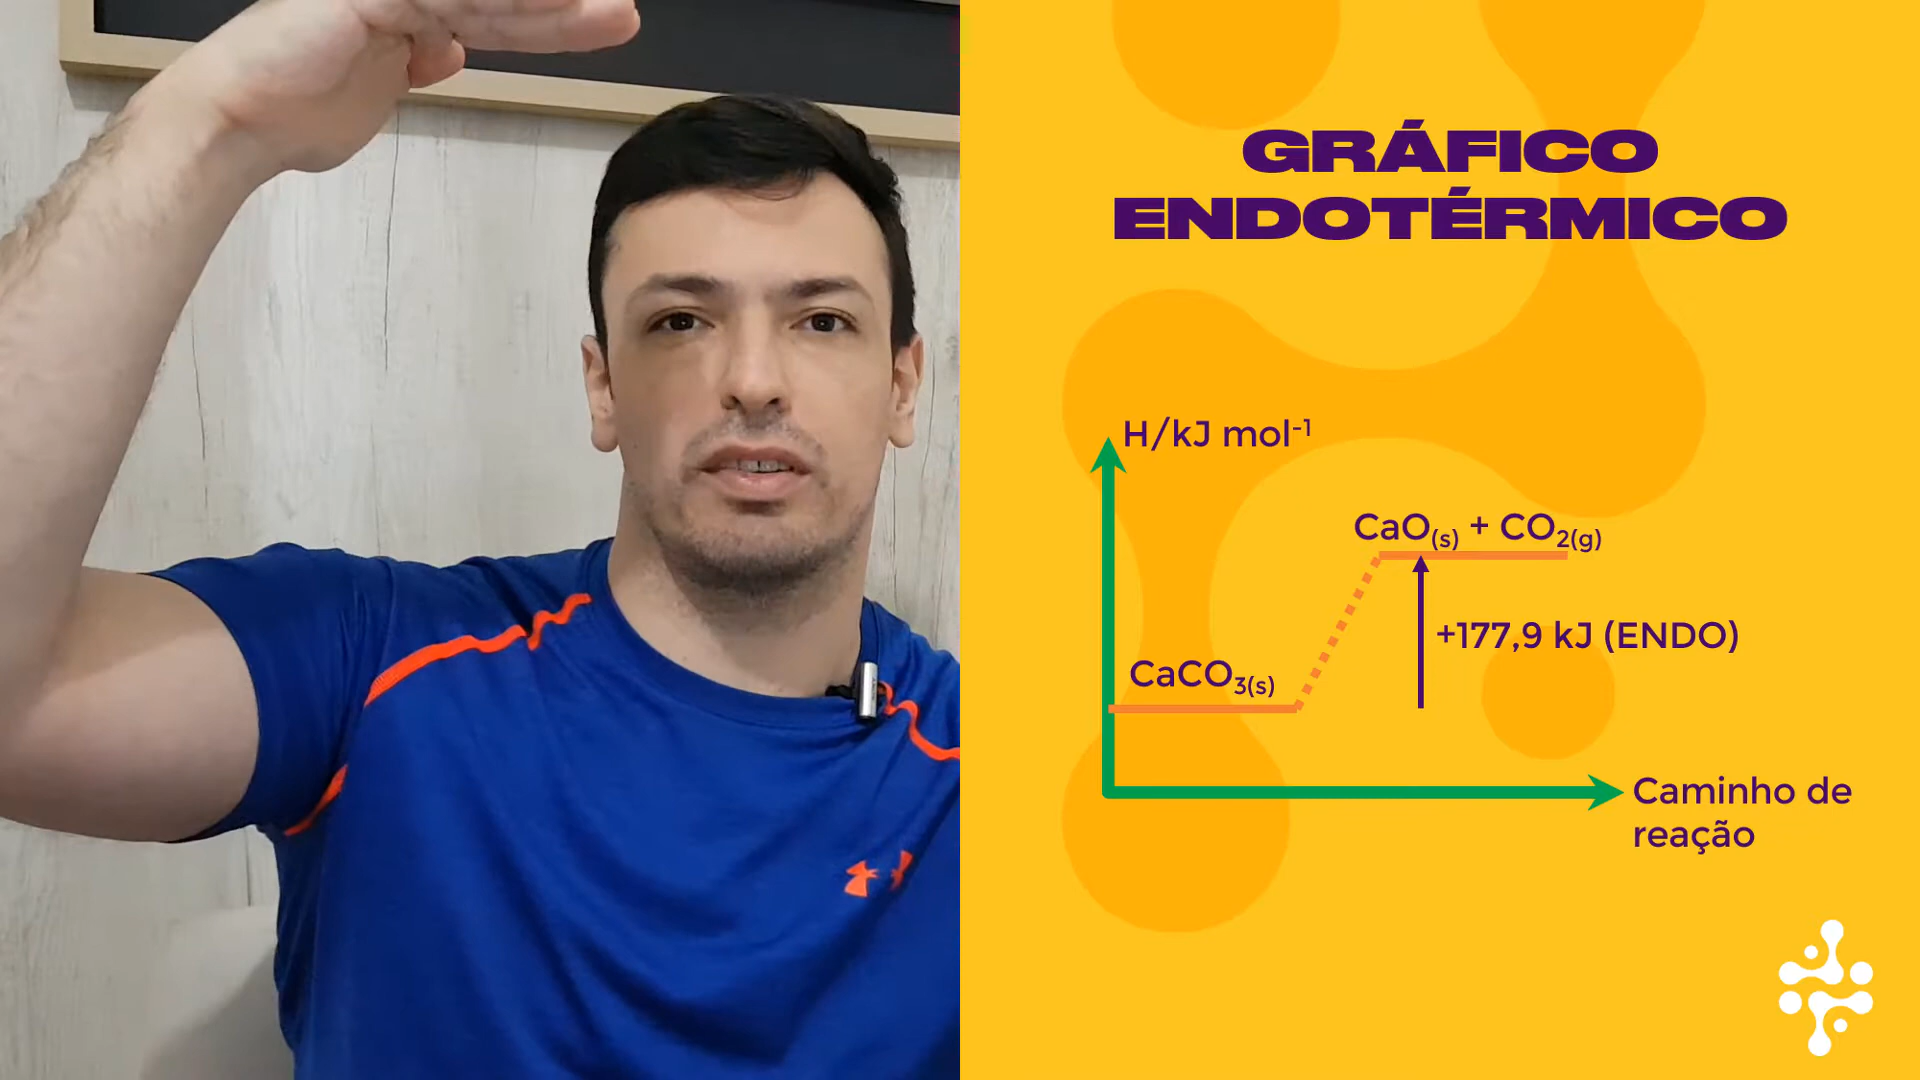 GRÁFICO
ENDOTÉRMICO
H/kJ mol⁻¹
CaO₍s₎ + CO₂₍g₎
+177,9 kJ (ENDO)
CaCO₃₍s₎
Caminho de
reação